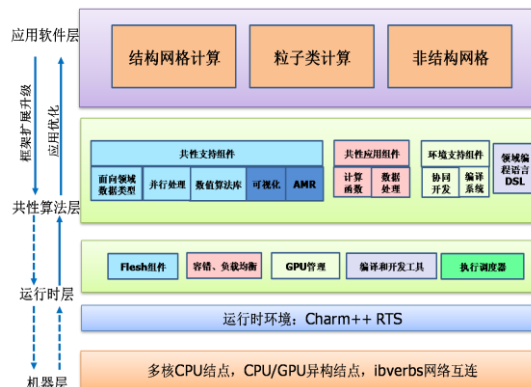 应用软件层
结构网格计算
粒子类计算
非结构网格
框架扩展升级
应用优化
共性支持组件
面向领域
数据类型
并行处理
数值算法库
可视化
AMR
共性应用组件
计算
函数
数据
处理
环境支持组件
协同
开发
编译
系统
领域编
程语言
DSL
共性算法层
Flesh组件
容错、负载均衡
GPU管理
编译和开发工具
执行调度器
运行时层
运行时环境：Charm++ RTS
多核CPU结点，CPU/GPU异构结点，ibverbs网络互连
机器层